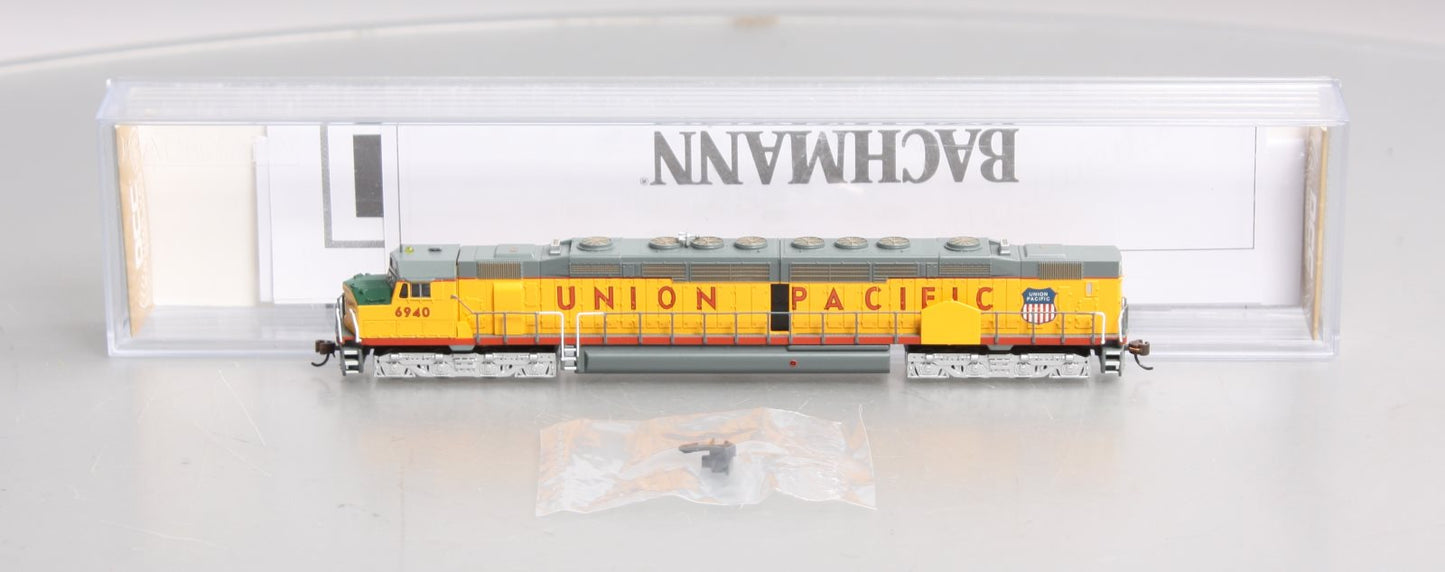 BACHMANN®
UNION PACIFIC
6940
UNION
PACIFIC